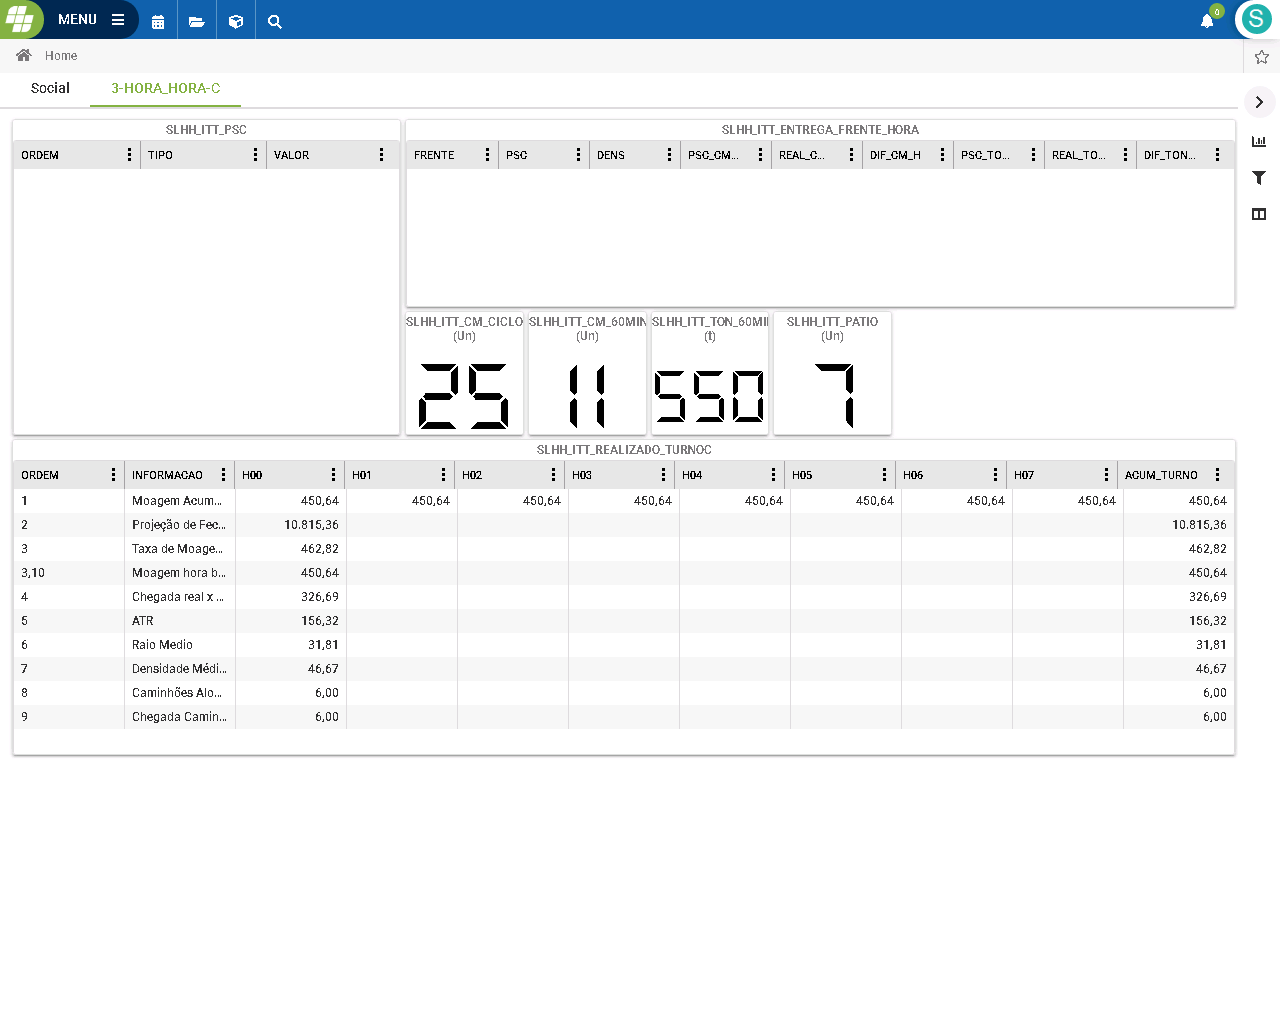 MENU
0
S
Home
Social
3-HORA_HORA-C
SLHH_ITT_PSC
ORDEM TIPO VALOR
SLHH_ITT_ENTREGA_FRENTE_HORA
FRENTE PSC DENS PSC_CM... REAL_C... DIF_CM_H PSC_TO... REAL_TO... DIF_TON...
SLHH_ITT_CM_CICLO
(Un)
25
SLHH_ITT_CM_60MIN
(Un)
11
SLHH_ITT_TON_60MI
(t)
550
SLHH_ITT_PATIO
(Un)
7
SLHH_ITT_REALIZADO_TURNOC
ORDEM INFORMACAO H00 H01 H02 H03 H04 H05 H06 H07 ACUM_TURNO
1 Moagem Acum... 450,64 450,64 450,64 450,64 450,64 450,64 450,64 450,64 450,64
2 Projeção de Fec... 10.815,36 10.815,36
3 Taxa de Moage... 462,82 462,82
3,10 Moagem hora b... 450,64 450,64
4 Chegada real x ... 326,69 326,69
5 ATR 156,32 156,32
6 Raio Medio 31,81 31,81
7 Densidade Médi... 46,67 46,67
8 Caminhões Alo... 6,00 6,00
9 Chegada Camin... 6,00 6,00